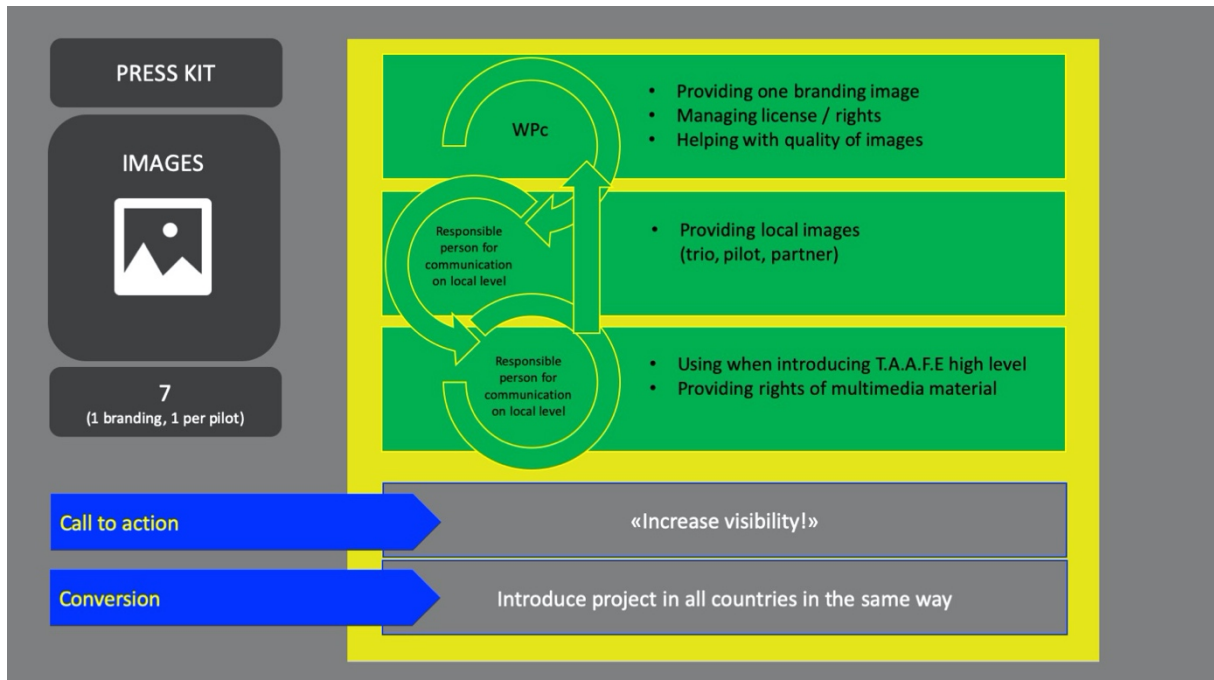 PRESS KIT
IMAGES
7
(1 branding, 1 per pilot)
WPc
• Providing one branding image
• Managing license / rights
• Helping with quality of images
Responsible
person for
communication
on local level
• Providing local images
(trio, pilot, partner)
Responsible
person for
communication
on local level
• Using when introducing T.A.A.F.E high level
• Providing rights of multimedia material
Call to action
«Increase visibility!»
Conversion
Introduce project in all countries in the same way